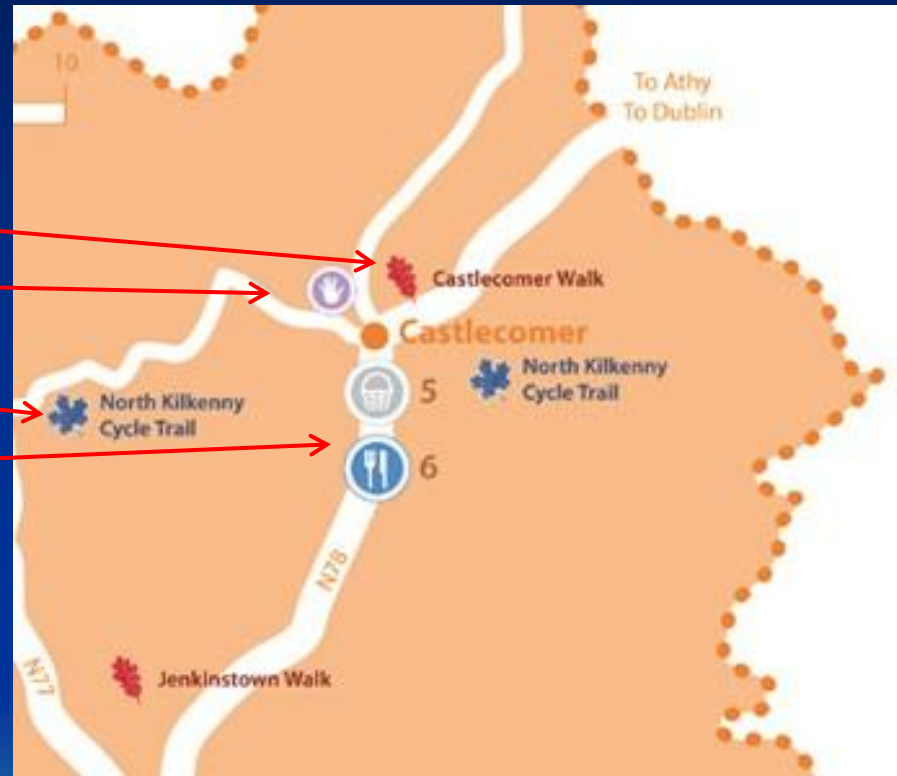 10
To Athy
To Dublin
Castlecomer Walk
Castlecomer
North Kilkenny
Cycle Trail
5
North Kilkenny
Cycle Trail
6
N78
N77
Jenkinstown Walk